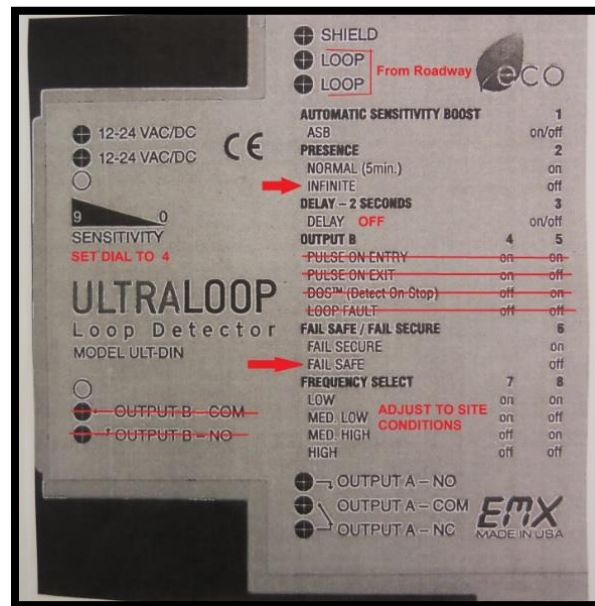 SHIELD
LOOP
LOOP
From Roadway
eco
12-24 VAC/DC
12-24 VAC/DC
CE
9 0
SENSITIVITY
SET DIAL TO 4
ULTRALOOP
Loop Detector
MODEL ULT-DIN
OUTPUT B - COM
OUTPUT B - NO
AUTOMATIC SENSITIVITY BOOST 1
ASB on/off
PRESENCE 2
NORMAL (5min.) on
INFINITE off
DELAY – 2 SECONDS 3
DELAY OFF on/off
OUTPUT B 4 5
PULSE ON ENTRY on on
PULSE ON EXIT on off
DOS™ (Detect On Stop) off on
LOOP FAULT off off
FAIL SAFE / FAIL SECURE 6
FAIL SECURE on
FAIL SAFE off
FREQUENCY SELECT 7 8
LOW on on
MED. LOW on off
MED. HIGH off on
HIGH off off
ADJUST TO SITE
CONDITIONS
OUTPUT A – NO
OUTPUT A – COM
OUTPUT A – NC
EMX
MADE IN USA